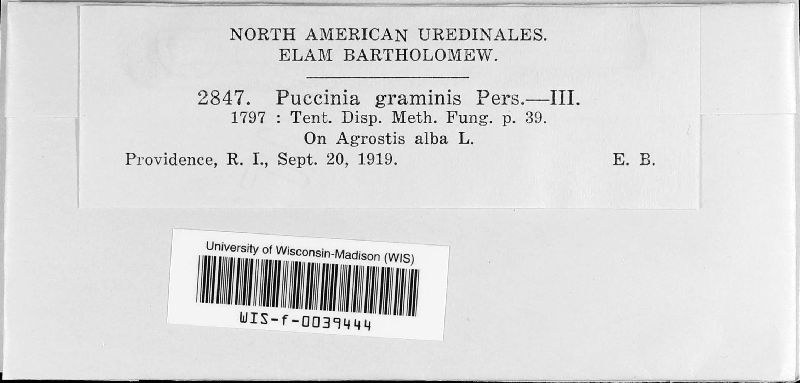 NORTH AMERICAN UREDINALES.
ELAM BARTHOLOMEW.
2847. Puccinia graminis Pers.—III.
1797 : Tent. Disp. Meth. Fung. p. 39.
On Agrostis alba L.
Providence, R. I., Sept. 20, 1919. E. B.
University of Wisconsin-Madison (WIS)
WIS-f-0039444